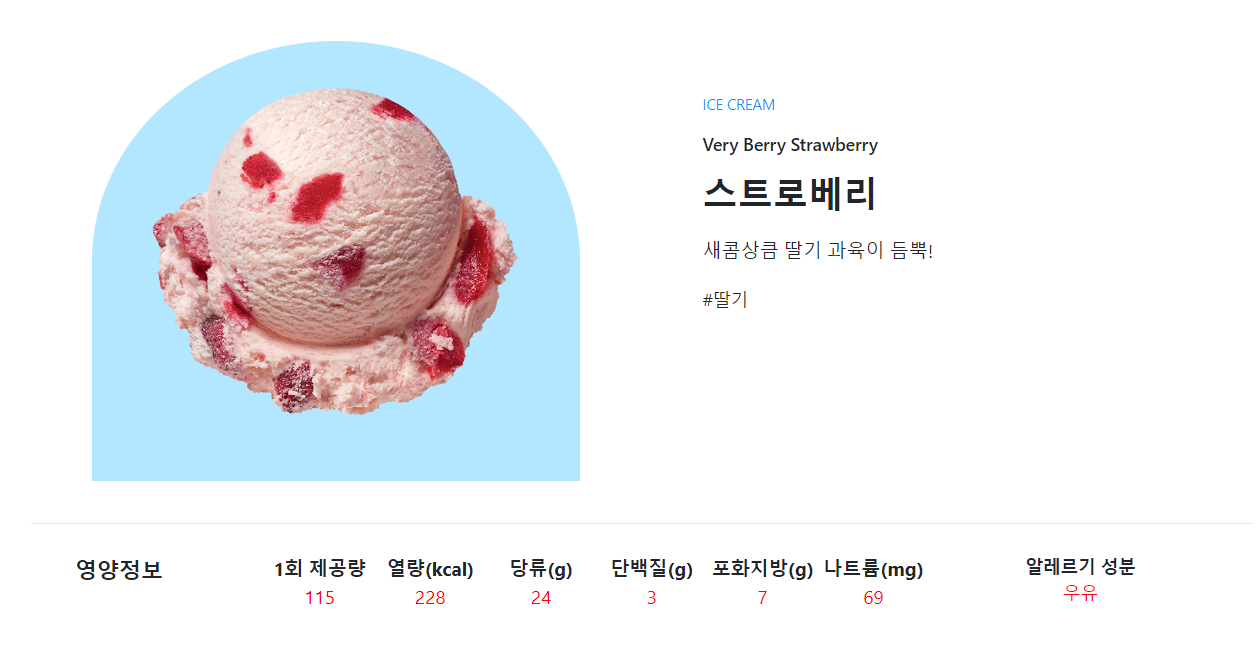 ICE CREAM
Very Berry Strawberry
스트로베리
새콤상큼 딸기 과육이 듬뿍!
#딸기
영양정보 1회 제공량 열량(kcal) 당류(g) 단백질(g) 포화지방(g) 나트륨(mg) 알레르기 성분
115 228 24 3 7 69 우유